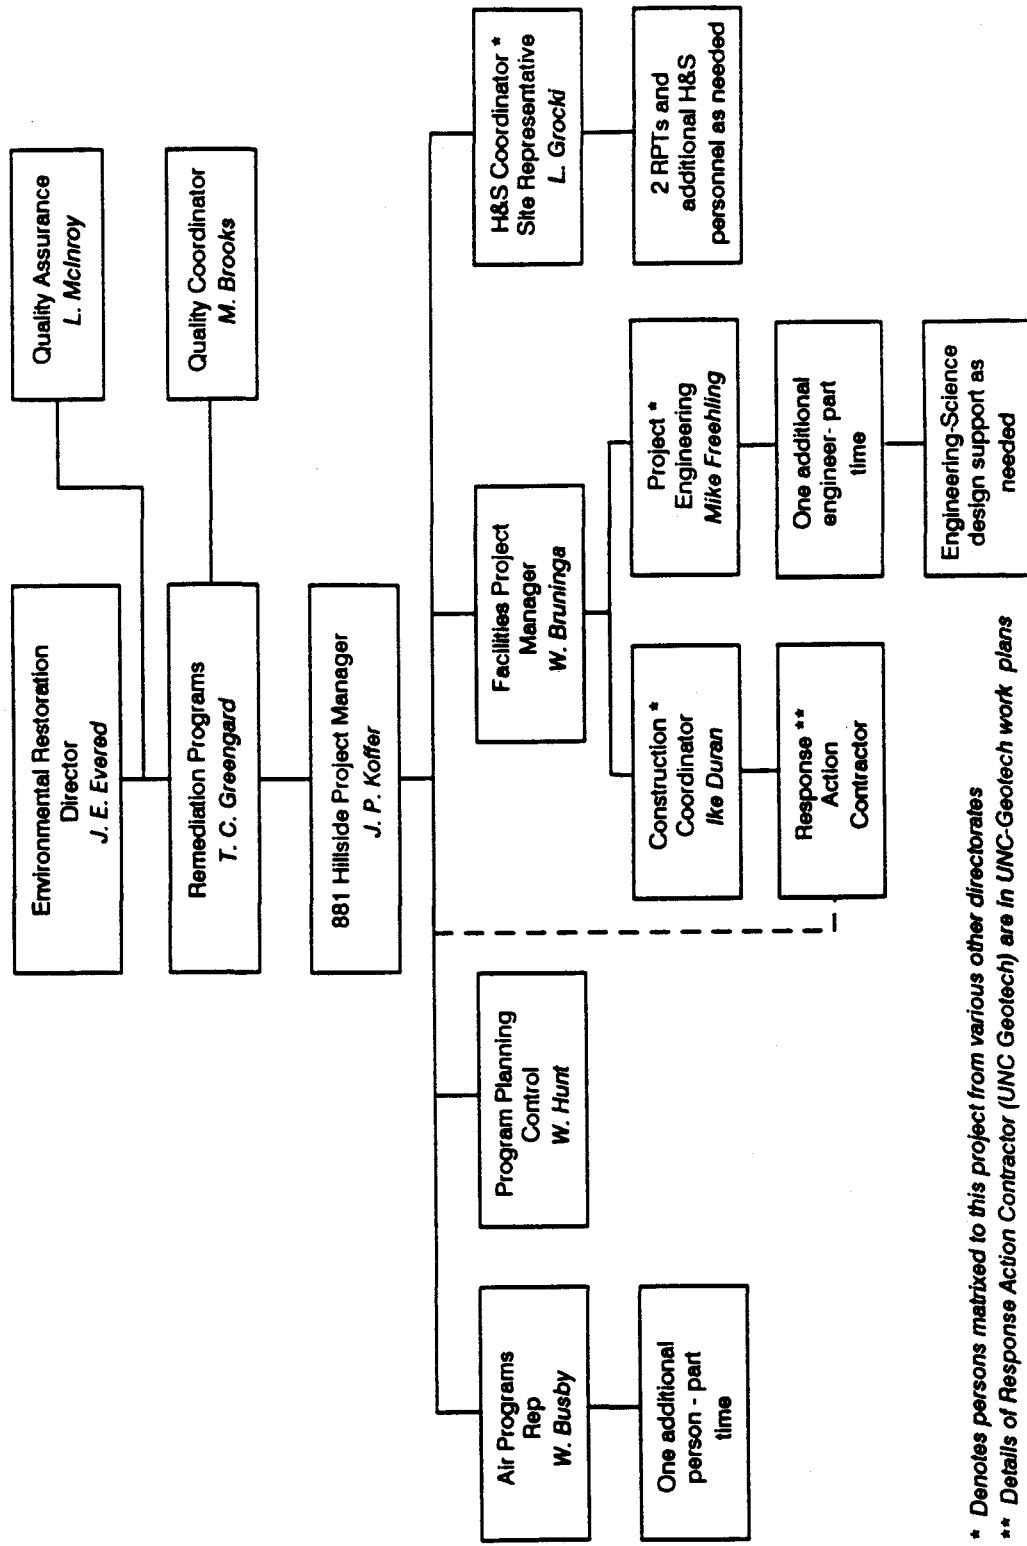 Environmental Restoration
Director
J. E. Evered
Quality Assurance
L. McInroy
Remediation Programs
T. C. Greengard
Quality Coordinator
M. Brooks
881 Hillside Project Manager
J. P. Koffer
Air Programs
Rep
W. Busby
Program Planning
Control
W. Hunt
Facilities Project
Manager
W. Bruninga
H&S Coordinator *
Site Representative
L. Grocki
One additional
person - part
time
Construction *
Coordinator
Ike Duran
Project *
Engineering
Mike Freehling
2 RPTs and
additional H&S
personnel as needed
Response **
Action
Contractor
One additional
engineer- part
time
Engineering-Science
design support as
needed
* Denotes persons matrixed to this project from various other directorates
** Details of Response Action Contractor (UNC Geotech) are in UNC-Geotech work plans